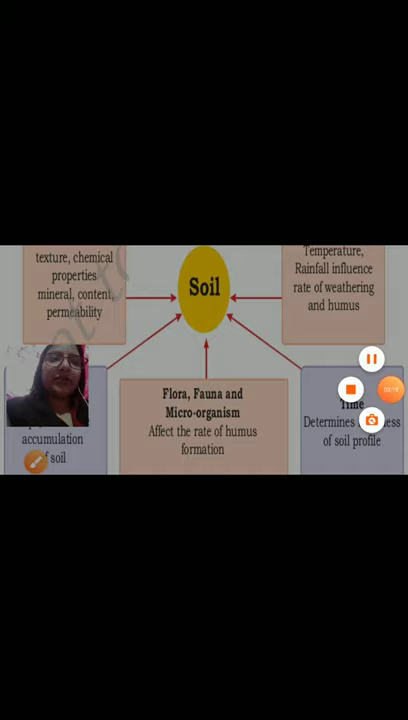 texture, chemical
properties
mineral, content,
permeability
Soil
Temperature,
Rainfall influence
rate of weathering
and humus
accumulation
of soil
Flora, Fauna and
Micro-organism
Affect the rate of humus
formation
Time
Determines
of soil profile